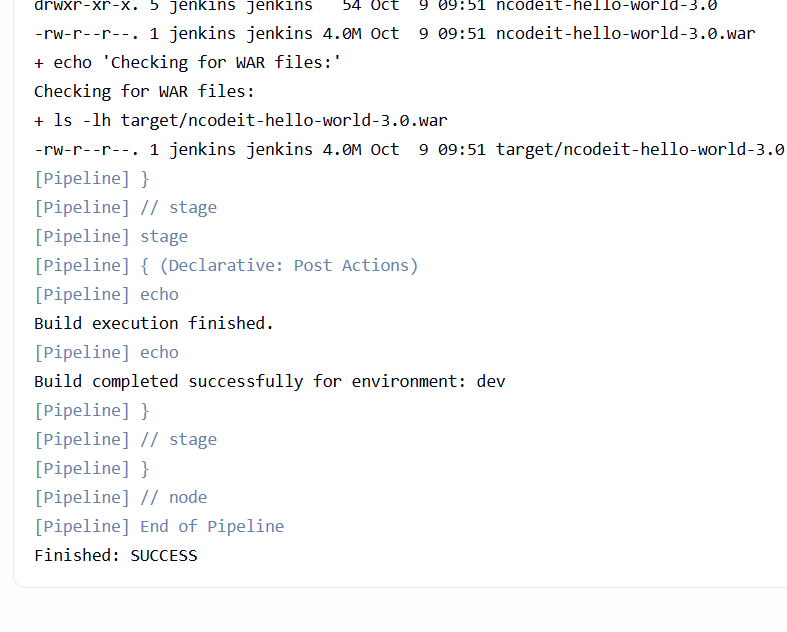 drwxr-xr-x. 5 jenkins jenkins   54 Oct  9 09:51 ncodeit-hello-world-3.0
-rw-r--r--. 1 jenkins jenkins 4.0M Oct  9 09:51 ncodeit-hello-world-3.0.war
+ echo 'Checking for WAR files:'
Checking for WAR files:
+ ls -lh target/ncodeit-hello-world-3.0.war
-rw-r--r--. 1 jenkins jenkins 4.0M Oct  9 09:51 target/ncodeit-hello-world-3.0
[Pipeline] }
[Pipeline] // stage
[Pipeline] stage
[Pipeline] { (Declarative: Post Actions)
[Pipeline] echo
Build execution finished.
[Pipeline] echo
Build completed successfully for environment: dev
[Pipeline] }
[Pipeline] // stage
[Pipeline] }
[Pipeline] // node
[Pipeline] End of Pipeline
Finished: SUCCESS